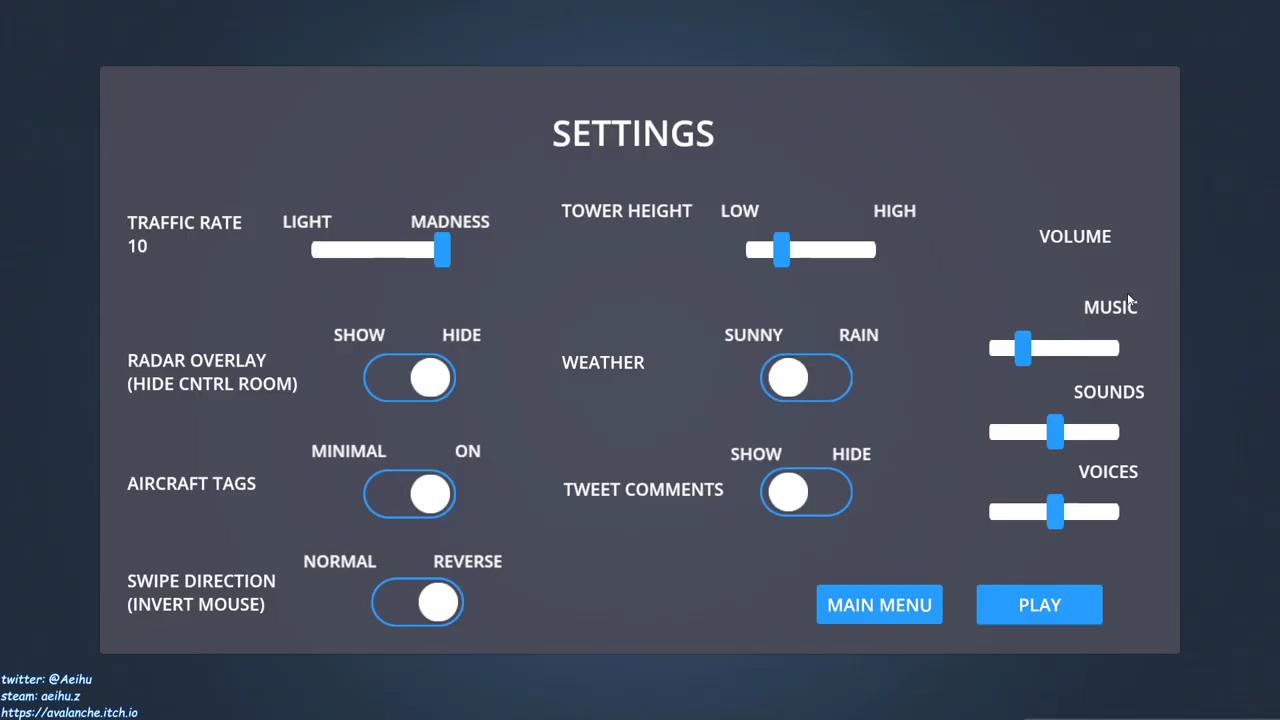 SETTINGS
TRAFFIC RATE
10
LIGHT
MADNESS
TOWER HEIGHT
LOW
HIGH
VOLUME
MUSIC
SHOW
HIDE
RADAR OVERLAY
(HIDE CNTRL ROOM)
SUNNY
RAIN
WEATHER
SOUNDS
MINIMAL
ON
AIRCRAFT TAGS
SHOW
HIDE
TWEET COMMENTS
VOICES
NORMAL
REVERSE
SWIPE DIRECTION
(INVERT MOUSE)
MAIN MENU
PLAY
twitter: @Aeihu
steam: aeihu.z
https://avalanche.itch.io